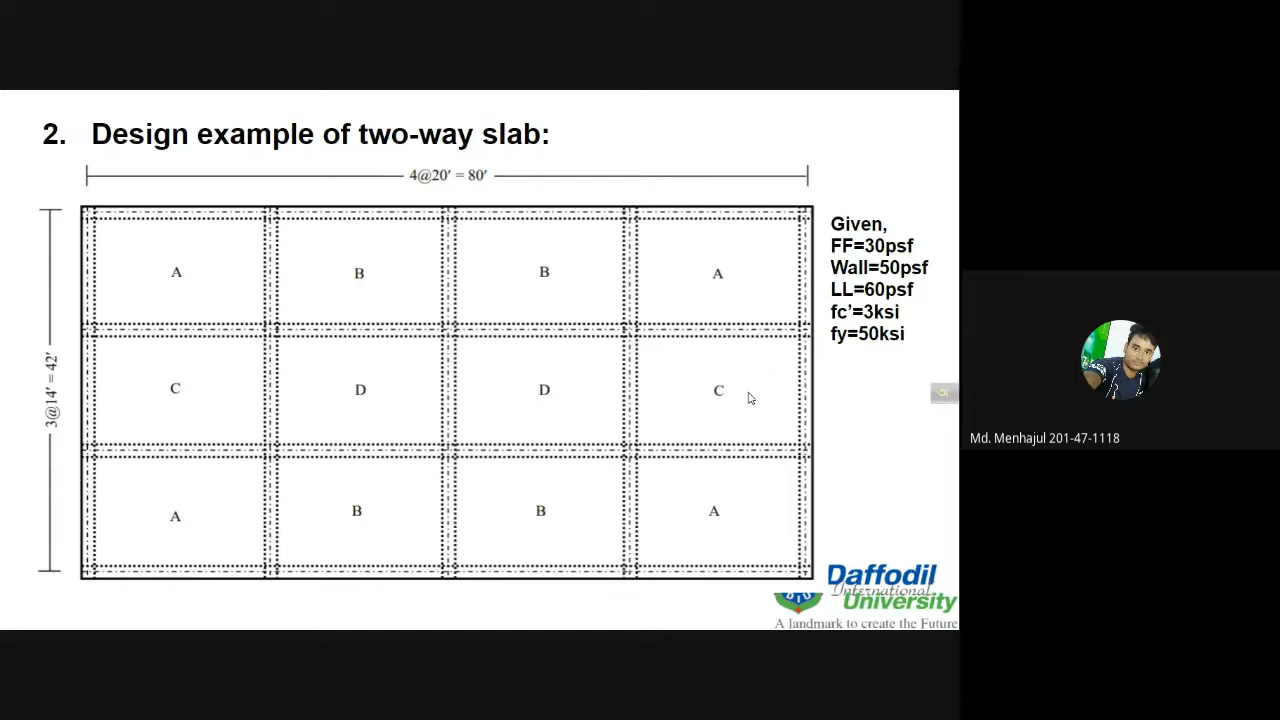 2. Design example of two-way slab:
4@20′ = 80′
3@14′ = 42′
A B B A
C D D C
A B B A
Given,
FF=30psf
Wall=50psf
LL=60psf
fc’=3ksi
fy=50ksi
অ
Md. Menhajul 201-47-1118
DIU
Daffodil
International
University
A landmark to create the Future